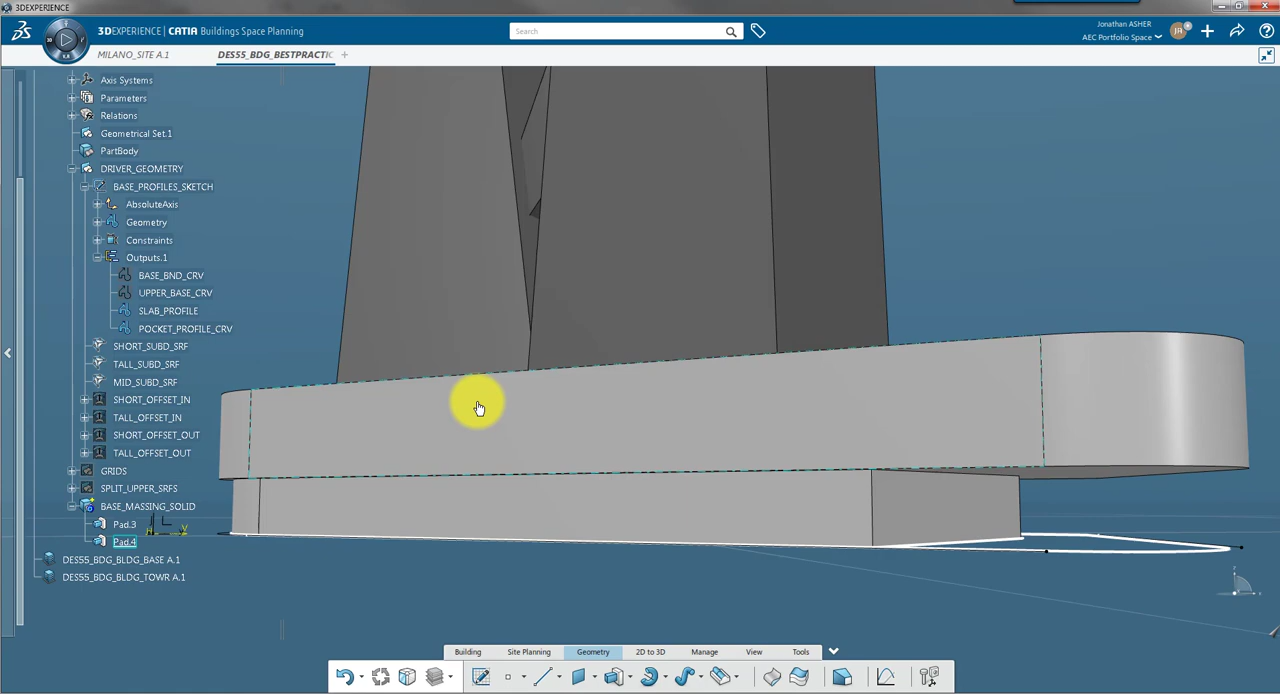 3DEXPERIENCE
3DEXPERIENCE | CATIA Buildings Space Planning
Search
Jonathan ASHER
AEC Portfolio Space
JA
MILANO_SITE A.1
DES55_BDG_BESTPRACTIC
Axis Systems
Parameters
Relations
Geometrical Set.1
PartBody
DRIVER_GEOMETRY
BASE_PROFILES_SKETCH
AbsoluteAxis
Geometry
Constraints
Outputs.1
BASE_BND_CRV
UPPER_BASE_CRV
SLAB_PROFILE
POCKET_PROFILE_CRV
SHORT_SUBD_SRF
TALL_SUBD_SRF
MID_SUBD_SRF
SHORT_OFFSET_IN
TALL_OFFSET_IN
SHORT_OFFSET_OUT
TALL_OFFSET_OUT
GRIDS
SPLIT_UPPER_SRFS
BASE_MASSING_SOLID
Pad.3
Pad.4
DES55_BDG_BLDG_BASE A.1
DES55_BDG_BLDG_TOWR A.1
Building Site Planning Geometry 2D to 3D Manage View Tools